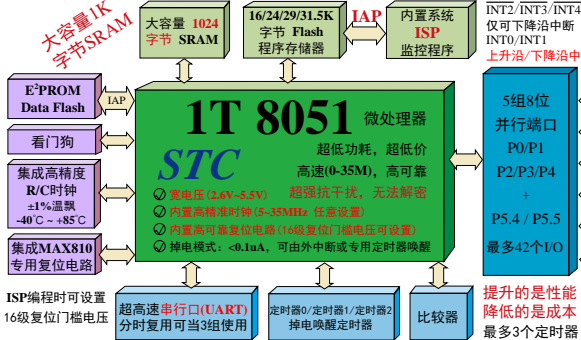 大容量1K
字节SRAM
大容量 1024
字节 SRAM
16/24/29/31.5K
字节 Flash
程序存储器
IAP
内置系统
ISP
监控程序
INT2/INT3/INT4
仅可下降沿中断
INT0/INT1
上升沿/下降沿中
E²PROM
Data Flash
IAP
看门狗
集成高精度
R/C时钟
±1%温飘
-40℃ ~ +85℃
集成MAX810
专用复位电路
1T 8051 微处理器
STC
超低功耗，超低价
高速(0-35M)，高可靠
超强抗干扰，无法解密
宽电压(2.6V~5.5V)
内置高精准时钟(5~35MHz 任意设置)
内置高可靠复位电路(16级复位门槛电压可设置)
掉电模式：<0.1uA，可由外中断或专用定时器唤醒
5组8位
并行端口
P0/P1
P2/P3/P4
+
P5.4 / P5.5
最多42个I/O
ISP编程时可设置
16级复位门槛电压
超高速串行口(UART)
分时复用可当3组使用
定时器0/定时器1/定时器2
掉电唤醒定时器
比较器
提升的是性能
降低的是成本
最多3个定时器